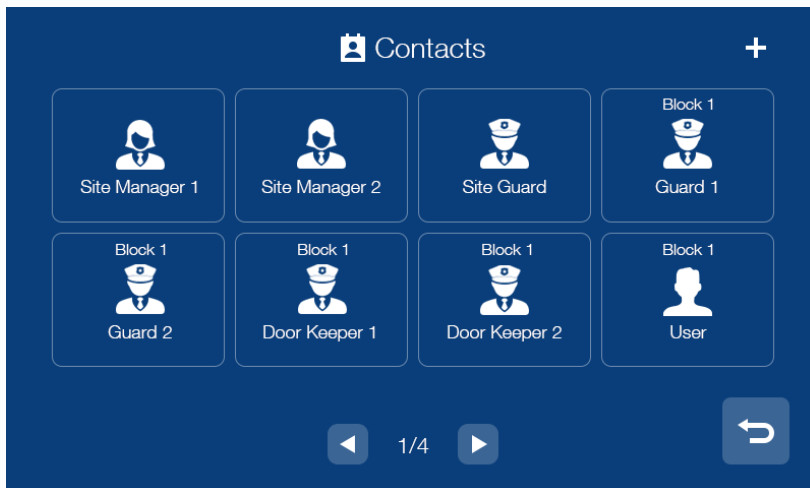 Contacts
Site Manager 1
Site Manager 2
Site Guard
Block 1
Guard 1
Block 1
Guard 2
Block 1
Door Keeper 1
Block 1
Door Keeper 2
Block 1
User
1/4